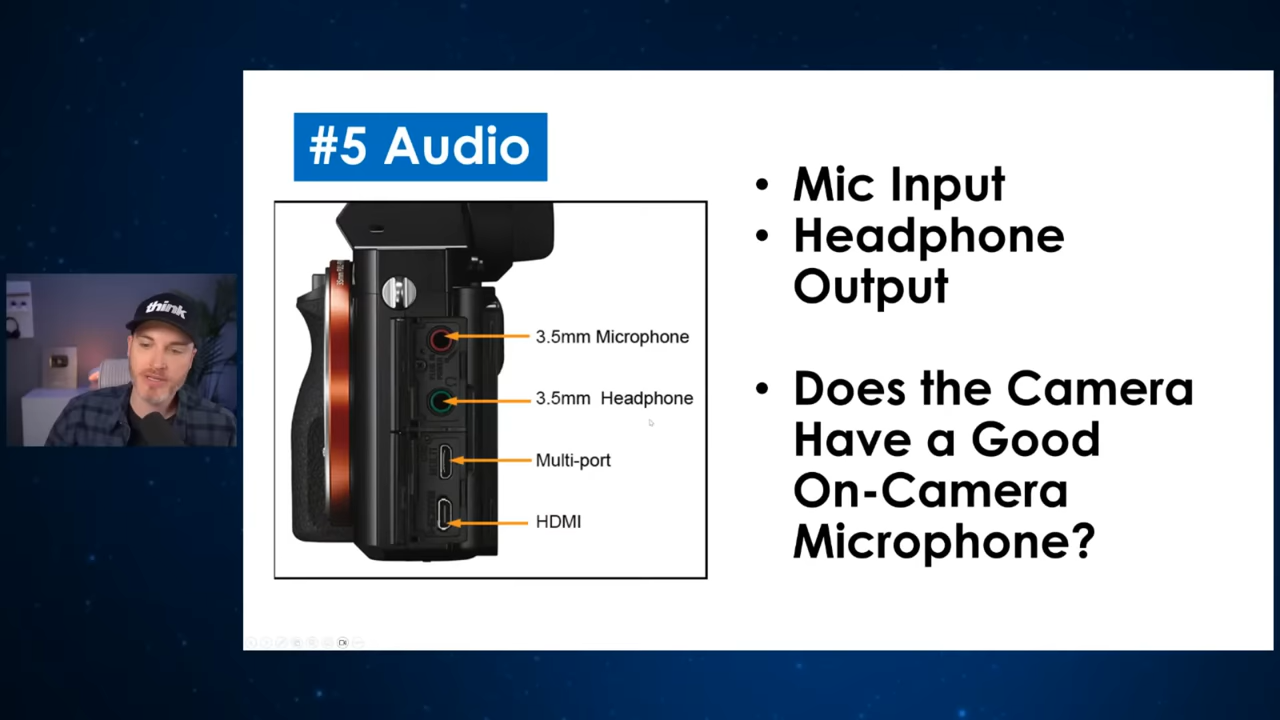 #5 Audio
3.5mm Microphone
3.5mm Headphone
Multi-port
HDMI
• Mic Input
• Headphone
Output
• Does the Camera
Have a Good
On-Camera
Microphone?
think